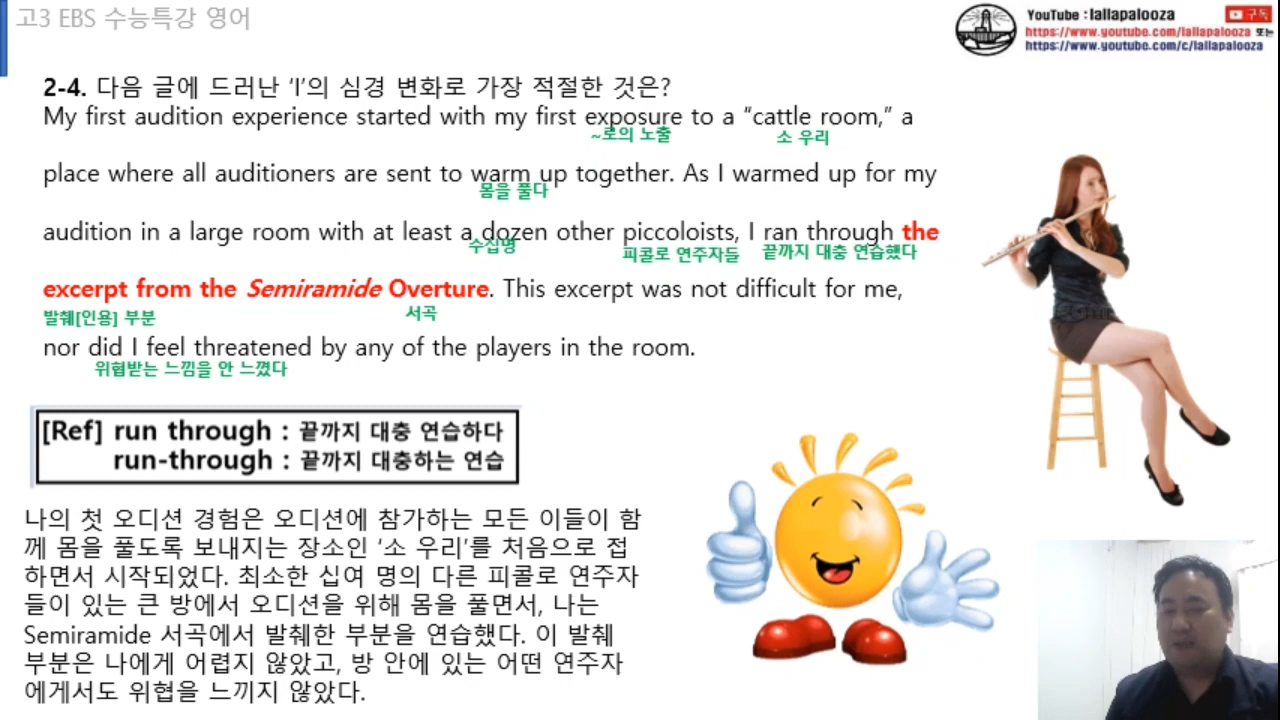 고3 EBS 수능특강 영어
YouTube : lallapalooza
구독
https://www.youtube.com/lallapalooza 또는
https://www.youtube.com/c/lallapalooza
2-4. 다음 글에 드러난 ‘I’의 심경 변화로 가장 적절한 것은?
My first audition experience started with my first exposure to a “cattle room,” a
~로의 노출 소 우리
place where all auditioners are sent to warm up together. As I warmed up for my
몸을 풀다
audition in a large room with at least a dozen other piccoloists, I ran through the
수십명 피콜로 연주자들 끝까지 대충 연습했다
excerpt from the Semiramide Overture. This excerpt was not difficult for me,
발췌[인용] 부분 서곡
nor did I feel threatened by any of the players in the room.
위협받는 느낌을 안 느꼈다
[Ref] run through : 끝까지 대충 연습하다
run-through : 끝까지 대충하는 연습
나의 첫 오디션 경험은 오디션에 참가하는 모든 이들이 함
께 몸을 풀도록 보내지는 장소인 ‘소 우리’를 처음으로 접
하면서 시작되었다. 최소한 십여 명의 다른 피콜로 연주자
들이 있는 큰 방에서 오디션을 위해 몸을 풀면서, 나는
Semiramide 서곡에서 발췌한 부분을 연습했다. 이 발췌
부분은 나에게 어렵지 않았고, 방 안에 있는 어떤 연주자
에게서도 위협을 느끼지 않았다.